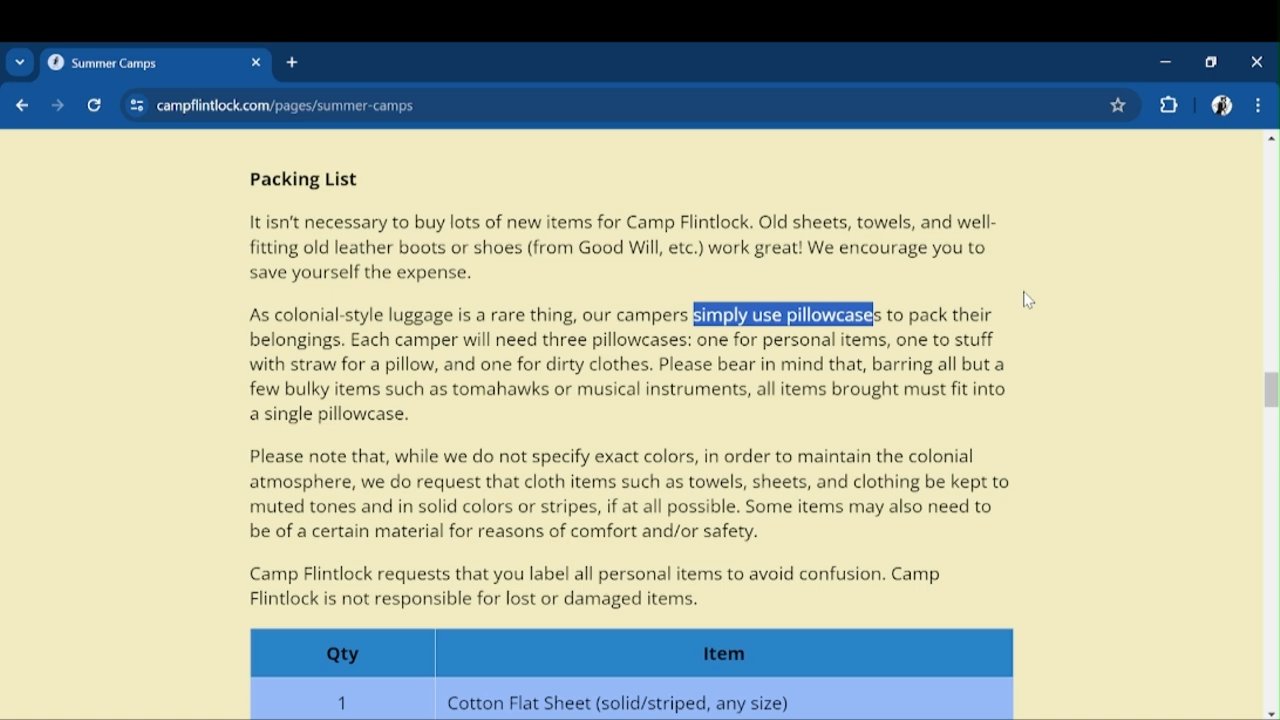 Summer Camps
campflintlock.com/pages/summer-camps
Packing List
It isn't necessary to buy lots of new items for Camp Flintlock. Old sheets, towels, and well-
fitting old leather boots or shoes (from Good Will, etc.) work great! We encourage you to
save yourself the expense.
As colonial-style luggage is a rare thing, our campers simply use pillowcases to pack their
belongings. Each camper will need three pillowcases: one for personal items, one to stuff
with straw for a pillow, and one for dirty clothes. Please bear in mind that, barring all but a
few bulky items such as tomahawks or musical instruments, all items brought must fit into
a single pillowcase.
Please note that, while we do not specify exact colors, in order to maintain the colonial
atmosphere, we do request that cloth items such as towels, sheets, and clothing be kept to
muted tones and in solid colors or stripes, if at all possible. Some items may also need to
be of a certain material for reasons of comfort and/or safety.
Camp Flintlock requests that you label all personal items to avoid confusion. Camp
Flintlock is not responsible for lost or damaged items.
Qty Item
1 Cotton Flat Sheet (solid/striped, any size)